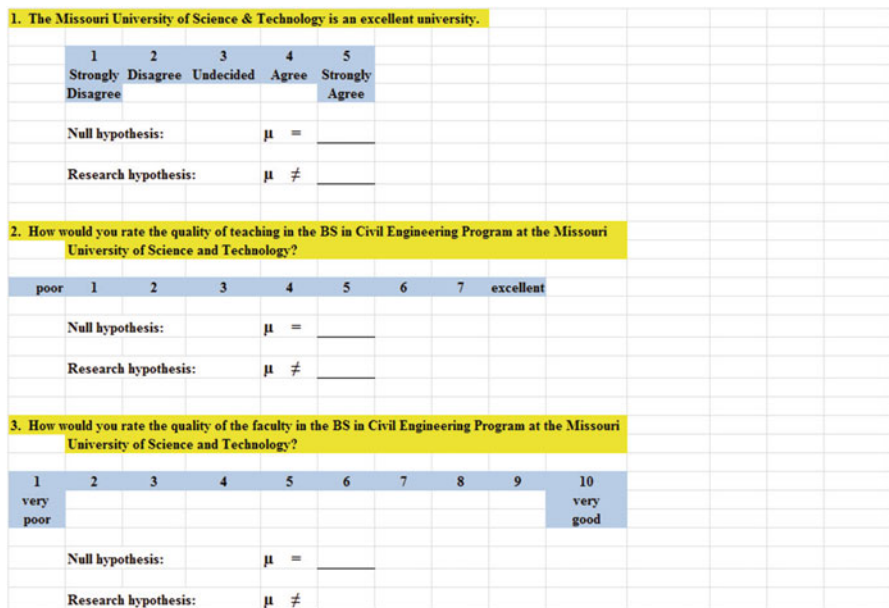 1. The Missouri University of Science & Technology is an excellent university.
1 2 3 4 5
Strongly Disagree Undecided Agree Strongly
Disagree Agree
Null hypothesis: μ = ______
Research hypothesis: μ ≠ ______
2. How would you rate the quality of teaching in the BS in Civil Engineering Program at the Missouri
University of Science and Technology?
poor 1 2 3 4 5 6 7 excellent
Null hypothesis: μ = ______
Research hypothesis: μ ≠ ______
3. How would you rate the quality of the faculty in the BS in Civil Engineering Program at the Missouri
University of Science and Technology?
1 2 3 4 5 6 7 8 9 10
very very
poor good
Null hypothesis: μ = ______
Research hypothesis: μ ≠